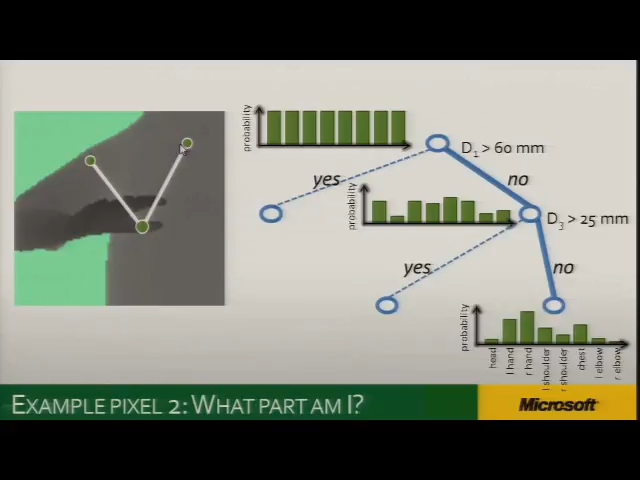 probability
D1 > 60 mm
yes
no
probability
D3 > 25 mm
yes
no
probability
head
l hand
r hand
l shoulder
r shoulder
chest
l elbow
r elbow
EXAMPLE PIXEL 2: WHAT PART AM I?
Microsoft